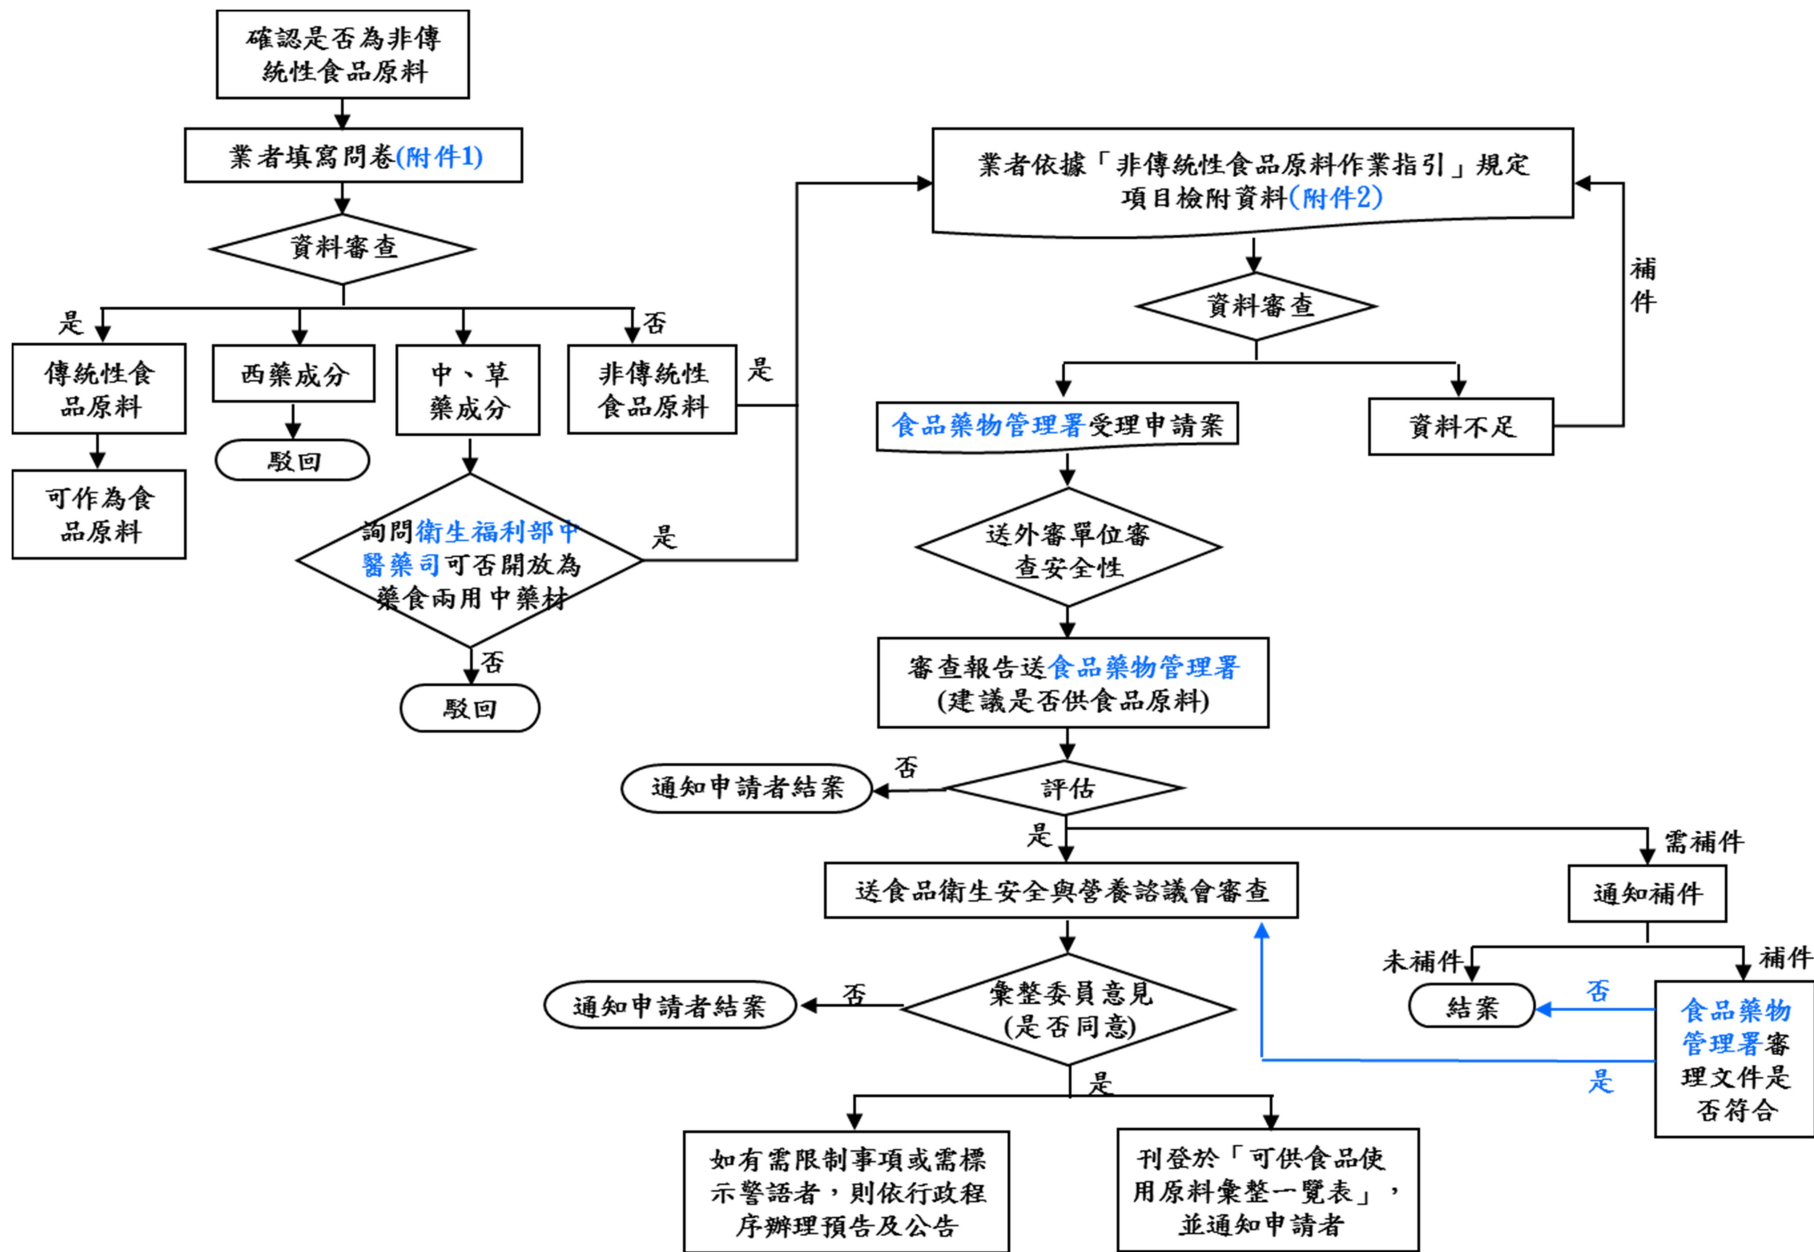 確認是否為非傳
統性食品原料
業者填寫問卷(附件1)
資料審查
是
否
傳統性食
品原料
西藥成分
中、草
藥成分
非傳統性
食品原料
是
可作為食
品原料
駁回
詢問衛生福利部中
醫藥司可否開放為
藥食兩用中藥材
是
否
駁回
業者依據「非傳統性食品原料作業指引」規定
項目檢附資料(附件2)
資料審查
補
件
食品藥物管理署受理申請案
資料不足
送外審單位審
查安全性
審查報告送食品藥物管理署
(建議是否供食品原料)
評估
否
通知申請者結案
是
需補件
送食品衛生安全與營養諮議會審查
通知補件
未補件
補件
結案
否
食品藥物
管理署審
理文件是
否符合
是
彙整委員意見
(是否同意)
否
通知申請者結案
是
如有需限制事項或需標
示警語者，則依行政程
序辦理預告及公告
刊登於「可供食品使
用原料彙整一覽表」，
並通知申請者